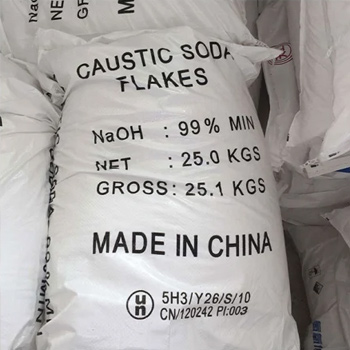 CAUSTIC SODA
FLAKES
NaOH : 99% MIN
NET : 25.0 KGS
GROSS: 25.1 KGS
MADE IN CHINA
5H3/Y26/S/10
CN/120242 PI:003